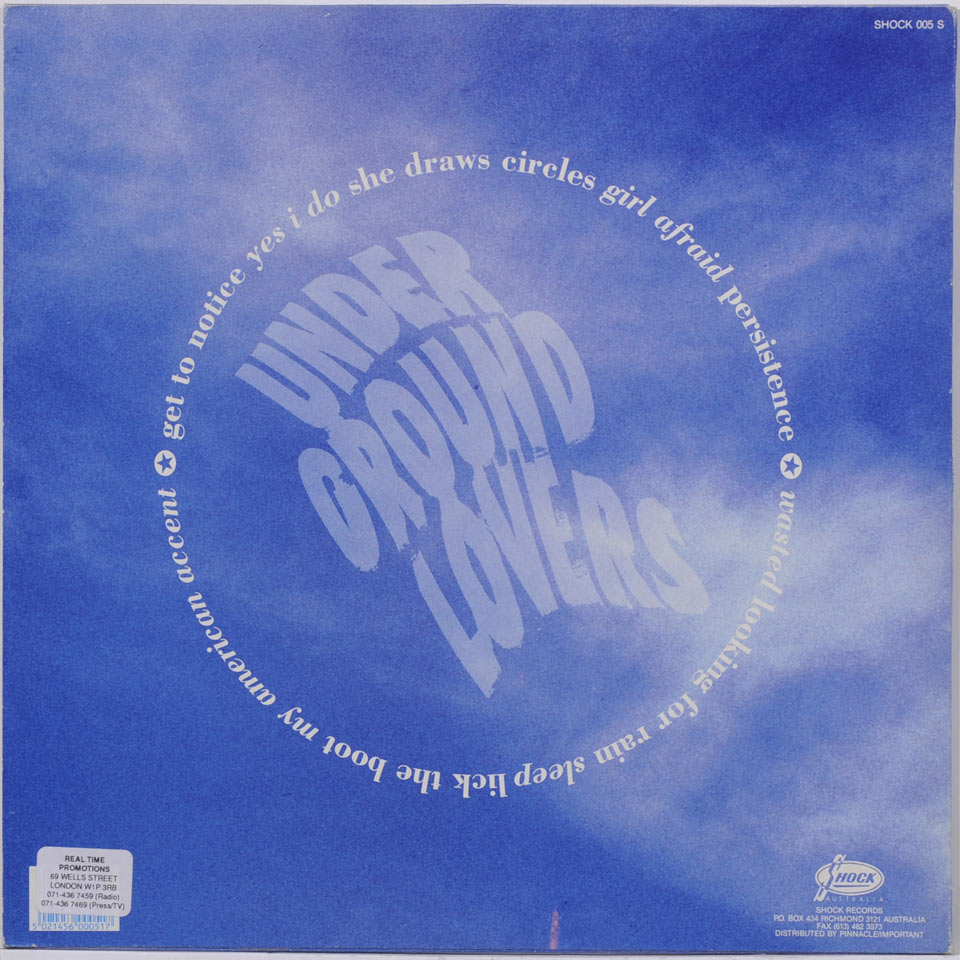 SHOCK 005 S
get to notice yes i do she draws circles girl afraid persistence
wasted looking for rain sleep lick the boot my american accent
UNDER
GROUND
LOVERS
REAL TIME
PROMOTIONS
69 WELLS STREET
LONDON W1P 3RB
071-436 7459 (Radio)
071-436 7469 (Press/TV)
5 021456 000517
SHOCK
AUSTRALIA
SHOCK RECORDS
P.O. BOX 434 RICHMOND 3121 AUSTRALIA
FAX (613) 482 3873
DISTRIBUTED BY PINNACLE/IMPORTANT